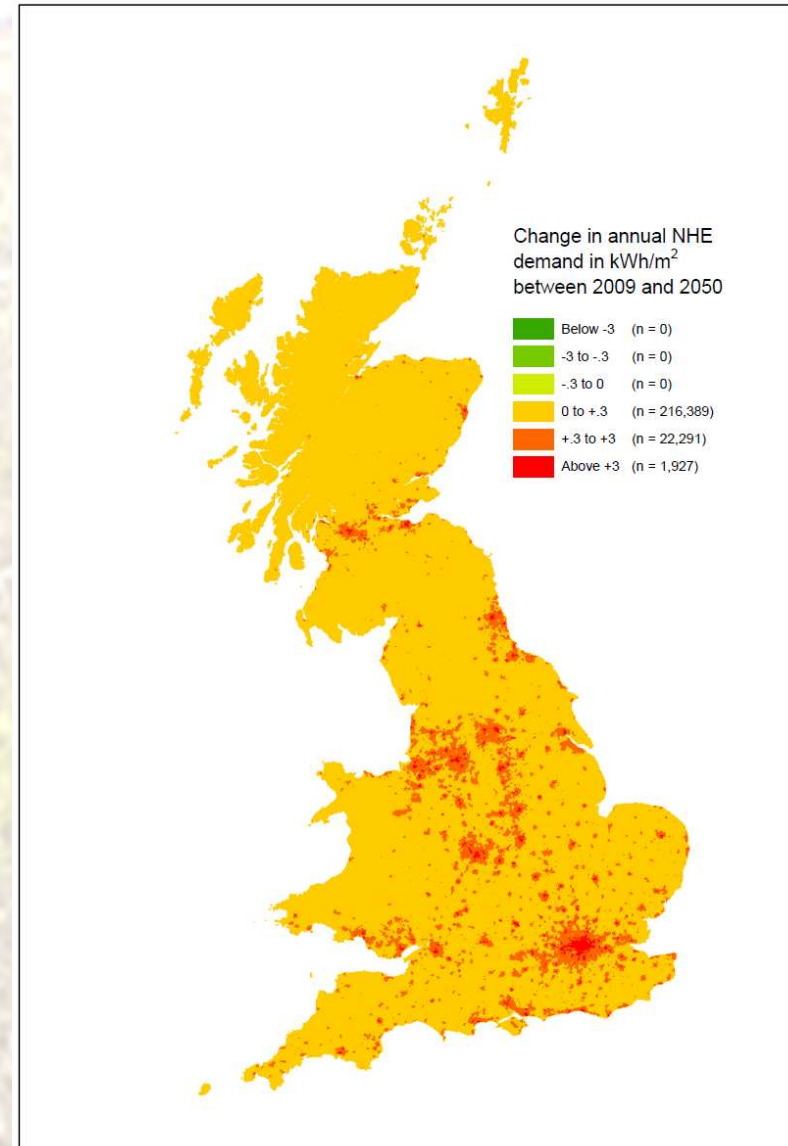 Change in annual NHE
demand in kWh/m²
between 2009 and 2050
Below -3 (n = 0)
-3 to -.3 (n = 0)
-.3 to 0 (n = 0)
0 to +.3 (n = 216,389)
+.3 to +3 (n = 22,291)
Above +3 (n = 1,927)